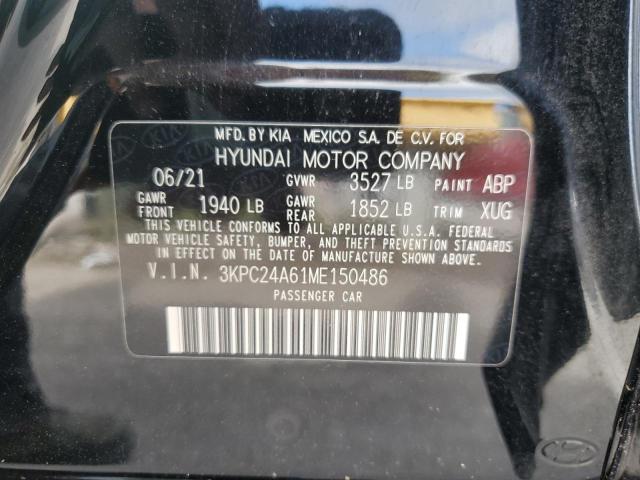 MFD. BY KIA MEXICO S.A. DE C.V. FOR
HYUNDAI MOTOR COMPANY
06/21 GVWR 3527 LB PAINT ABP
GAWR FRONT 1940 LB GAWR REAR 1852 LB TRIM XUG
THIS VEHICLE CONFORMS TO ALL APPLICABLE U.S.A. FEDERAL
MOTOR VEHICLE SAFETY, BUMPER, AND THEFT PREVENTION STANDARDS
IN EFFECT ON THE DATE OF MANUFACTURE SHOWN ABOVE.
V.I.N. 3KPC24A61ME150486
PASSENGER CAR